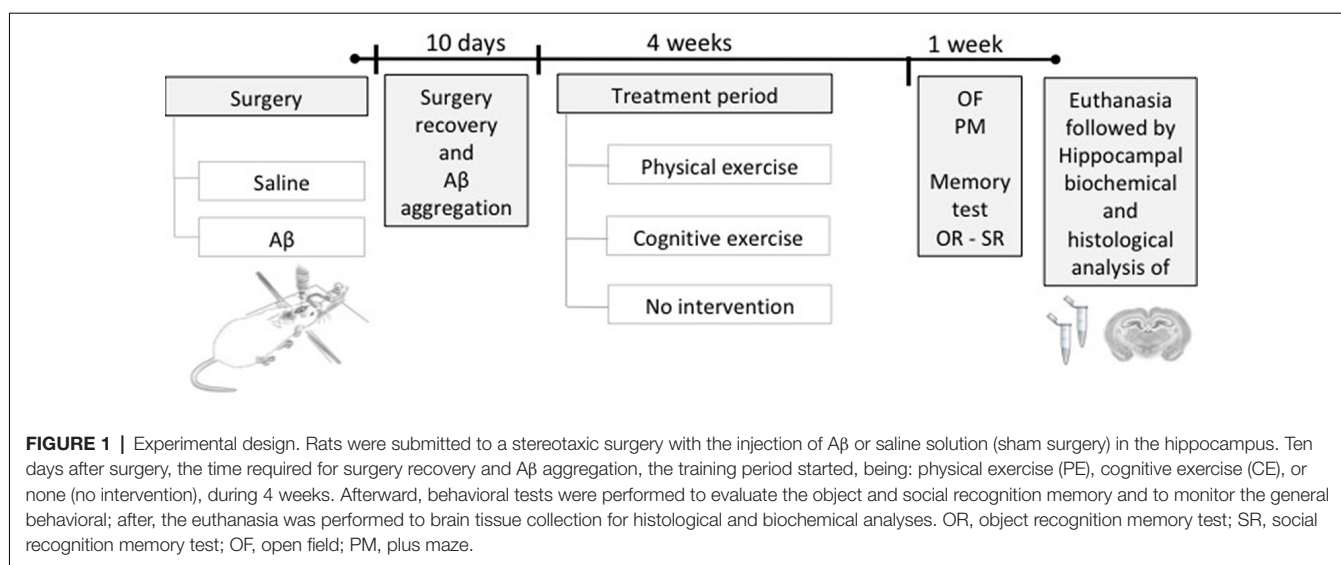 10 days
4 weeks
1 week
Surgery
Saline
Aβ
Surgery
recovery
and
Aβ
aggregation
Treatment period
Physical exercise
Cognitive exercise
No intervention
OF
PM
Memory
test
OR - SR
Euthanasia
followed by
Hippocampal
biochemical
and
histological
analysis of
FIGURE 1 | Experimental design. Rats were submitted to a stereotaxic surgery with the injection of Aβ or saline solution (sham surgery) in the hippocampus. Ten
days after surgery, the time required for surgery recovery and Aβ aggregation, the training period started, being: physical exercise (PE), cognitive exercise (CE), or
none (no intervention), during 4 weeks. Afterward, behavioral tests were performed to evaluate the object and social recognition memory and to monitor the general
behavioral; after, the euthanasia was performed to brain tissue collection for histological and biochemical analyses. OR, object recognition memory test; SR, social
recognition memory test; OF, open field; PM, plus maze.